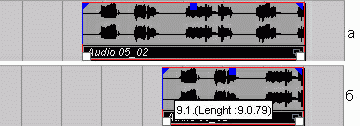 Audio 05_02
а
9.1.(Lenght :9.0.79)
б